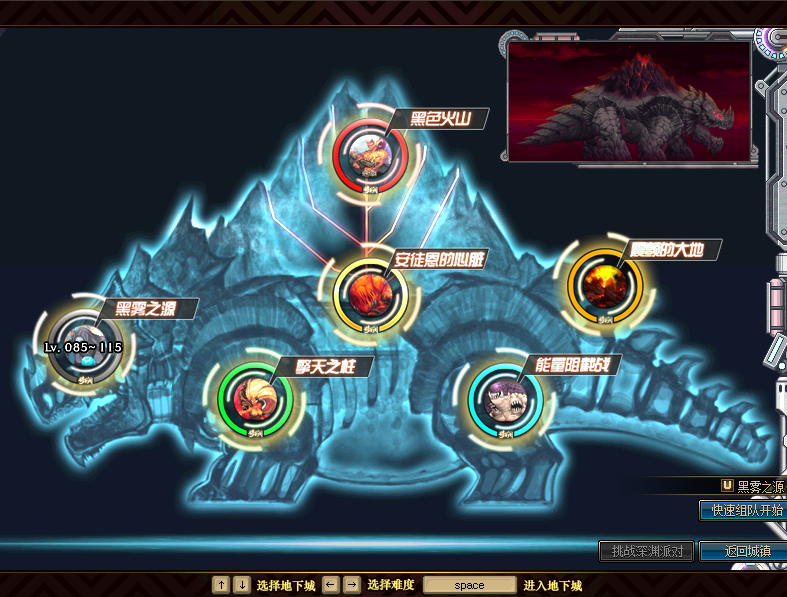 黑色火山
安徒恩的心脏
震颤的大地
黑雾之源
Lv. 085~115
擎天之柱
能量阻截战
U 黑雾之源
快速组队开始
挑战深渊派对
返回城镇
↑ ↓ 选择地下城 ← → 选择难度 space 进入地下城